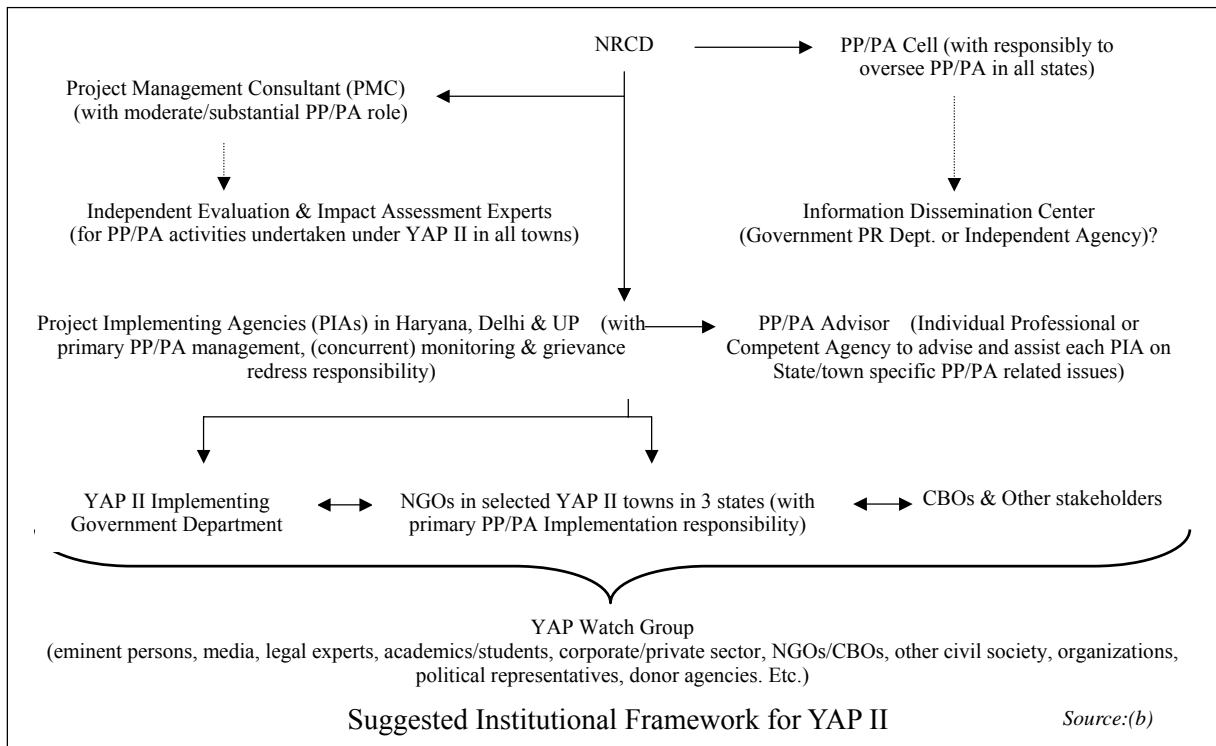 NRCD
PP/PA Cell (with responsibly to
oversee PP/PA in all states)
Project Management Consultant (PMC)
(with moderate/substantial PP/PA role)
Independent Evaluation & Impact Assessment Experts
(for PP/PA activities undertaken under YAP II in all towns)
Information Dissemination Center
(Government PR Dept. or Independent Agency)?
Project Implementing Agencies (PIAs) in Haryana, Delhi & UP (with
primary PP/PA management, (concurrent) monitoring & grievance
redress responsibility)
PP/PA Advisor (Individual Professional or
Competent Agency to advise and assist each PIA on
State/town specific PP/PA related issues)
YAP II Implementing
Government Department
NGOs in selected YAP II towns in 3 states (with
primary PP/PA Implementation responsibility)
CBOs & Other stakeholders
YAP Watch Group
(eminent persons, media, legal experts, academics/students, corporate/private sector, NGOs/CBOs, other civil society, organizations,
political representatives, donor agencies. Etc.)
Suggested Institutional Framework for YAP II
Source:(b)